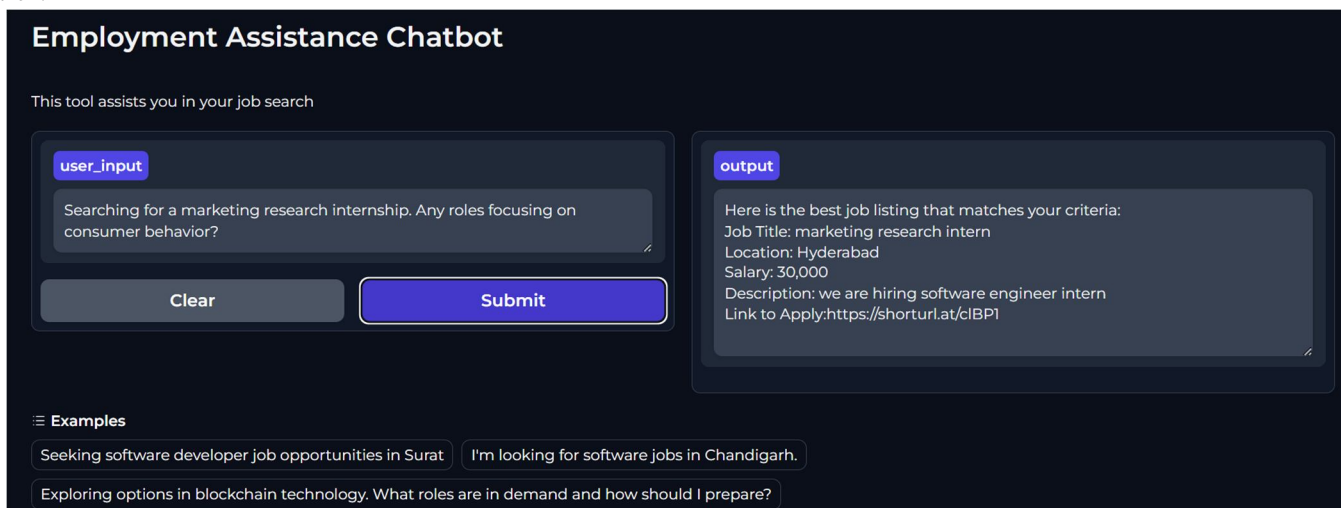 Employment Assistance Chatbot
This tool assists you in your job search
user_input
Searching for a marketing research internship. Any roles focusing on
consumer behavior?
Clear
Submit
output
Here is the best job listing that matches your criteria:
Job Title: marketing research intern
Location: Hyderabad
Salary: 30,000
Description: we are hiring software engineer intern
Link to Apply:https://shorturl.at/clBP1
Examples
Seeking software developer job opportunities in Surat
I'm looking for software jobs in Chandigarh.
Exploring options in blockchain technology. What roles are in demand and how should I prepare?